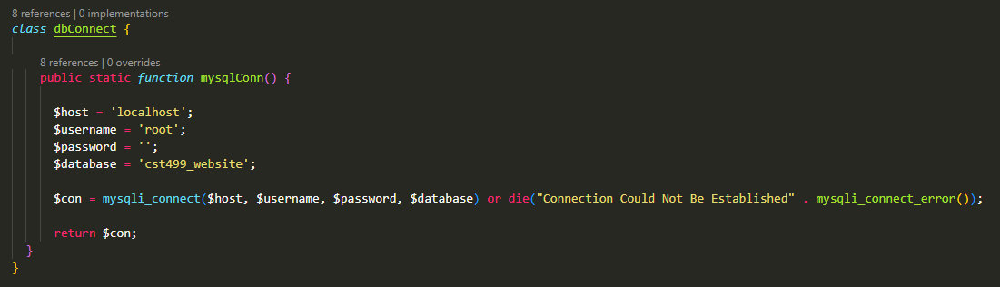 8 references | 0 implementations
class dbConnect {
8 references | 0 overrides
public static function mysqlConn() {
$host = 'localhost';
$username = 'root';
$password = '';
$database = 'cst499_website';
$con = mysqli_connect($host, $username, $password, $database) or die("Connection Could Not Be Established" . mysqli_connect_error());
return $con;
}
}